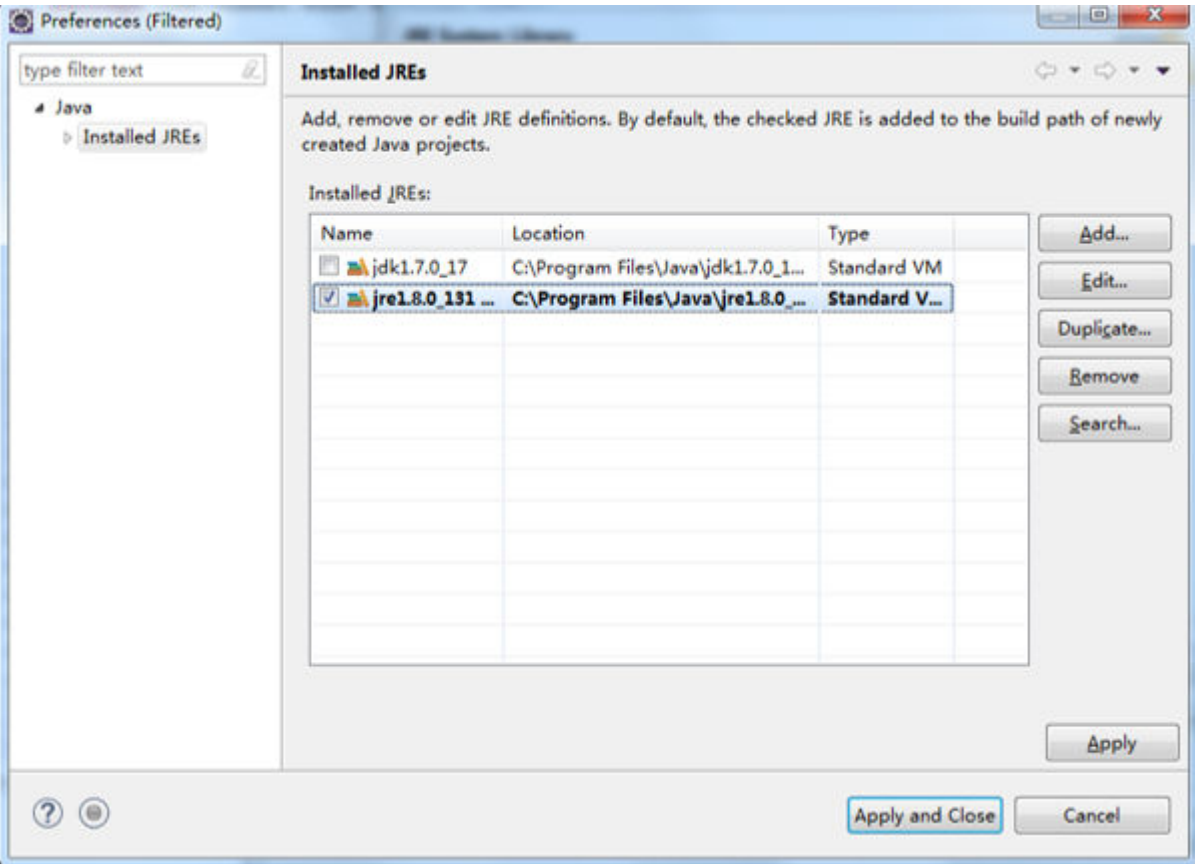 Preferences (Filtered)
JRE System Library
type filter text
Java
Installed JREs
Installed JREs
Add, remove or edit JRE definitions. By default, the checked JRE is added to the build path of newly
created Java projects.
Installed JREs:
Name Location Type
jdk1.7.0_17 C:\Program Files\Java\jdk1.7.0_1... Standard VM
jre1.8.0_131 ... C:\Program Files\Java\jre1.8.0_... Standard V...
Add...
Edit...
Duplicate...
Remove
Search...
Apply
Apply and Close Cancel